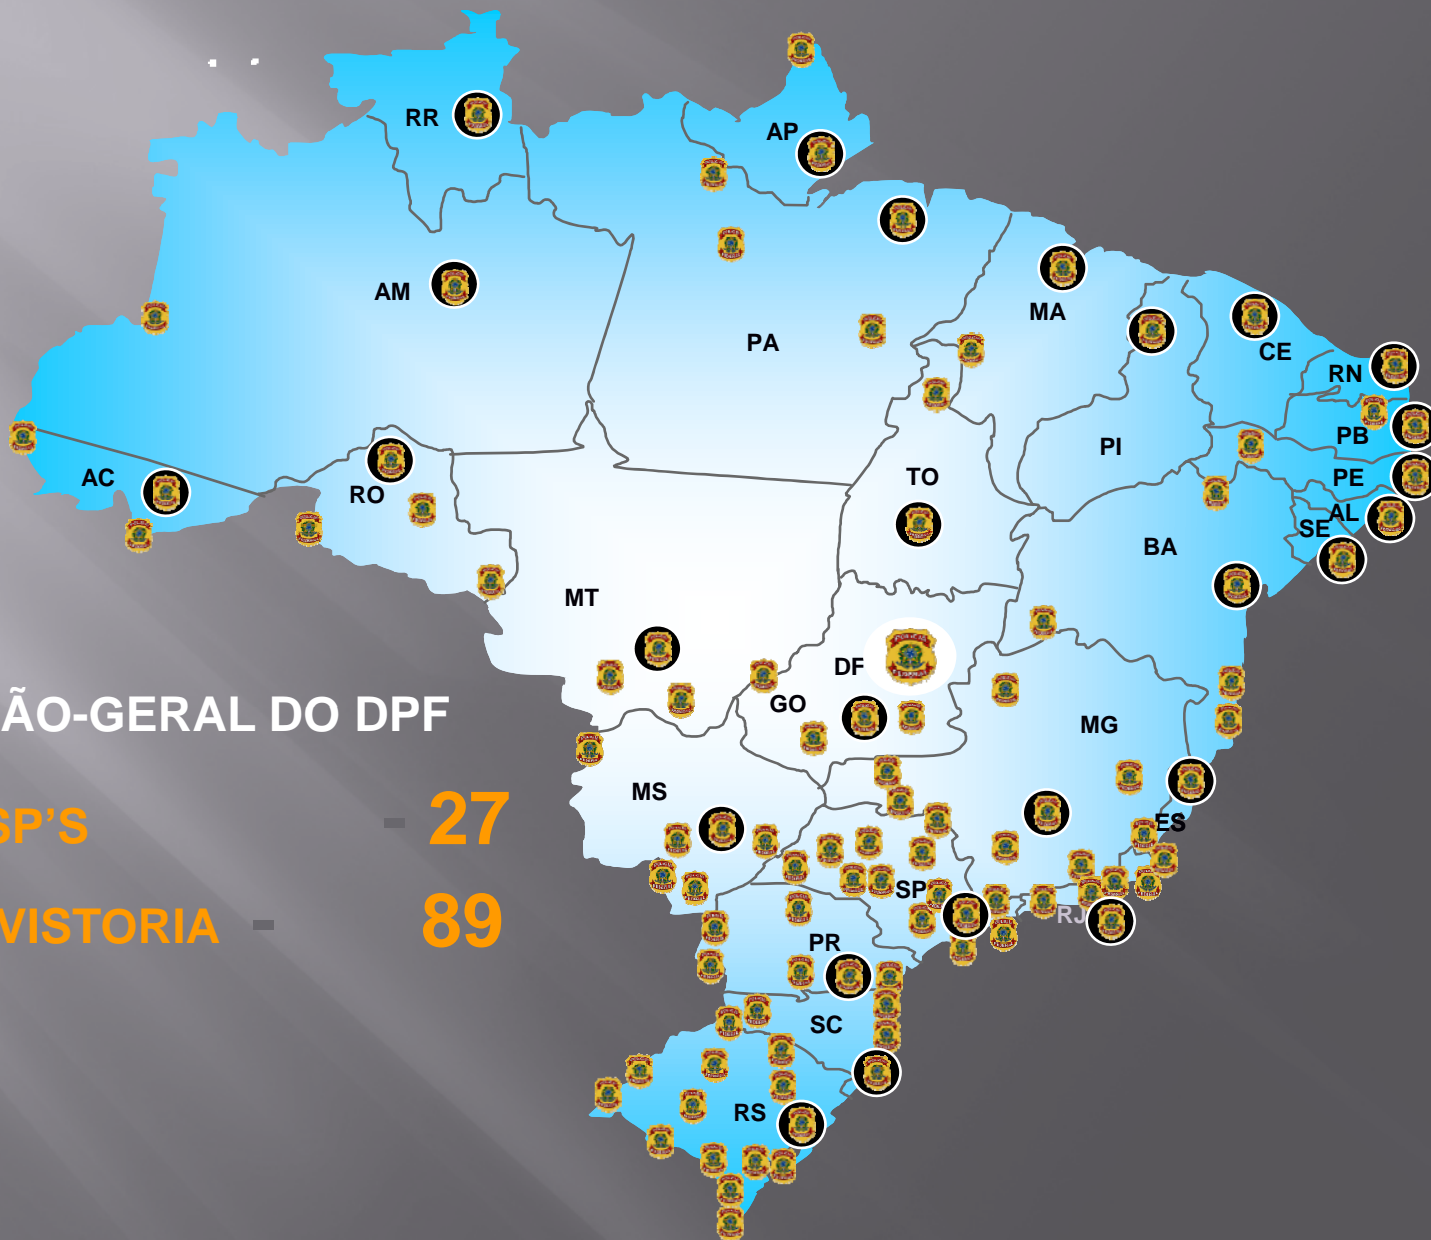 RR
AP
AM
MA
PA
CE
RN
PB
PI
AC
TO
PE
RO
AL
SE
BA
MT
DF
ÃO-GERAL DO DPF
GO
MG
MS
SP'S - 27
ES
SP
VISTORIA - 89
RJ
PR
SC
RS